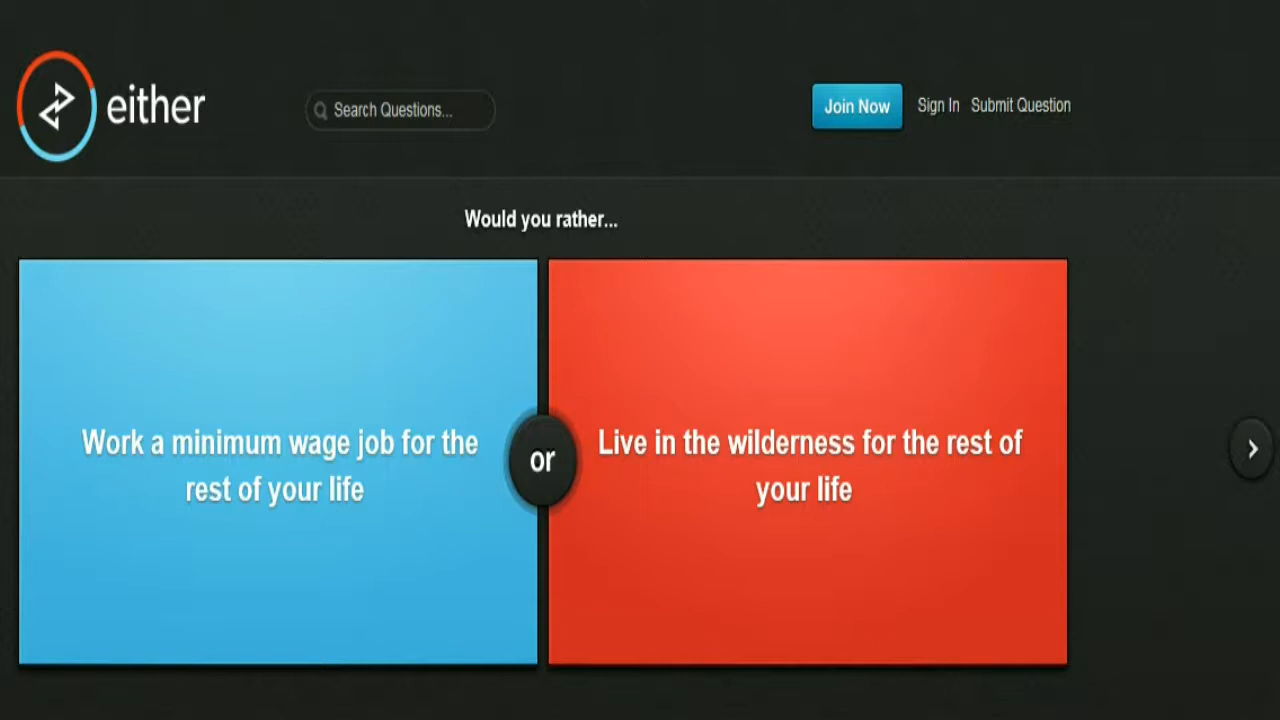 either
Search Questions...
Join Now
Sign In
Submit Question
Would you rather...
Work a minimum wage job for the
rest of your life
or
Live in the wilderness for the rest of
your life